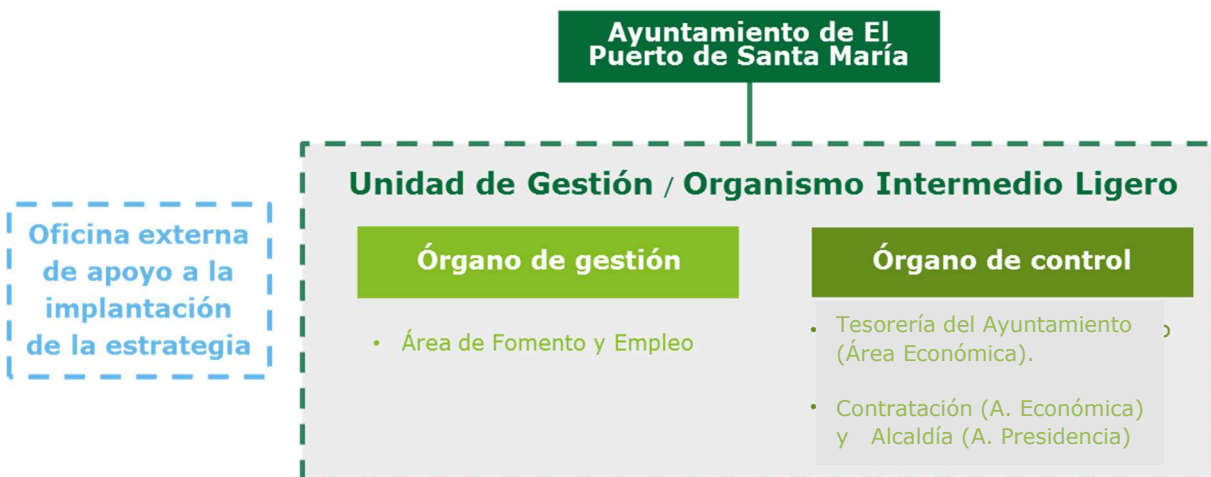 Ayuntamiento de El
Puerto de Santa María
Unidad de Gestión / Organismo Intermedio Ligero
Oficina externa
de apoyo a la
implantación
de la estrategia
Órgano de gestión
• Área de Fomento y Empleo
Órgano de control
• Tesorería del Ayuntamiento
(Área Económica).
• Contratación (A. Económica)
y Alcaldía (A. Presidencia)